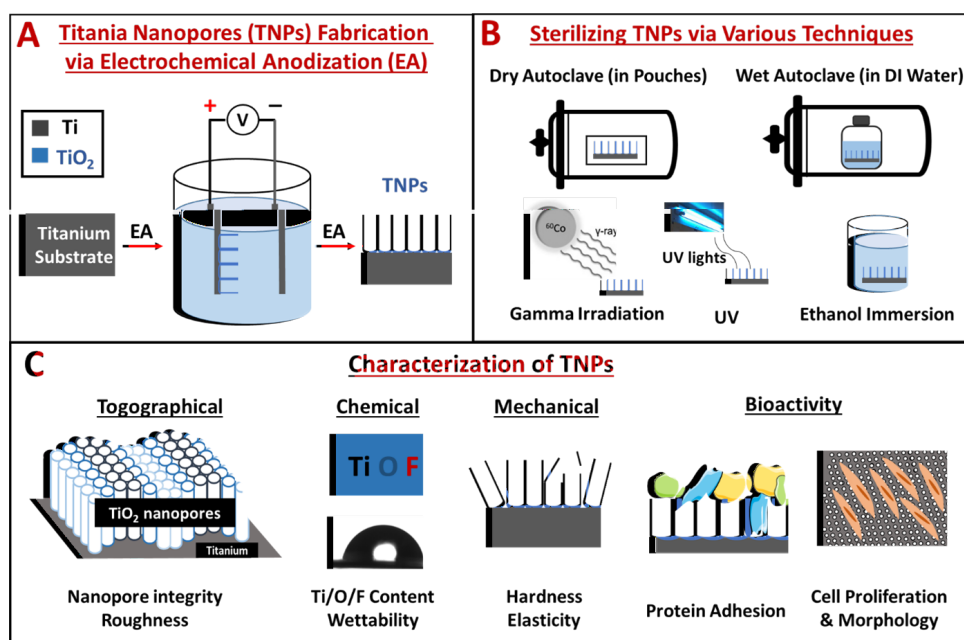 A
Titania Nanopores (TNPs) Fabrication
via Electrochemical Anodization (EA)
+
V
−
Ti
TiO2
Titanium
Substrate
EA
EA
TNPs
B
Sterilizing TNPs via Various Techniques
Dry Autoclave (in Pouches)
Wet Autoclave (in DI Water)
60Co
γ-ray
UV lights
Gamma Irradiation
UV
Ethanol Immersion
C
Characterization of TNPs
Togographical
TiO2 nanopores
Titanium
Nanopore integrity
Roughness
Chemical
Ti O F
Ti/O/F Content
Wettability
Mechanical
Hardness
Elasticity
Bioactivity
Protein Adhesion
Cell Proliferation
& Morphology